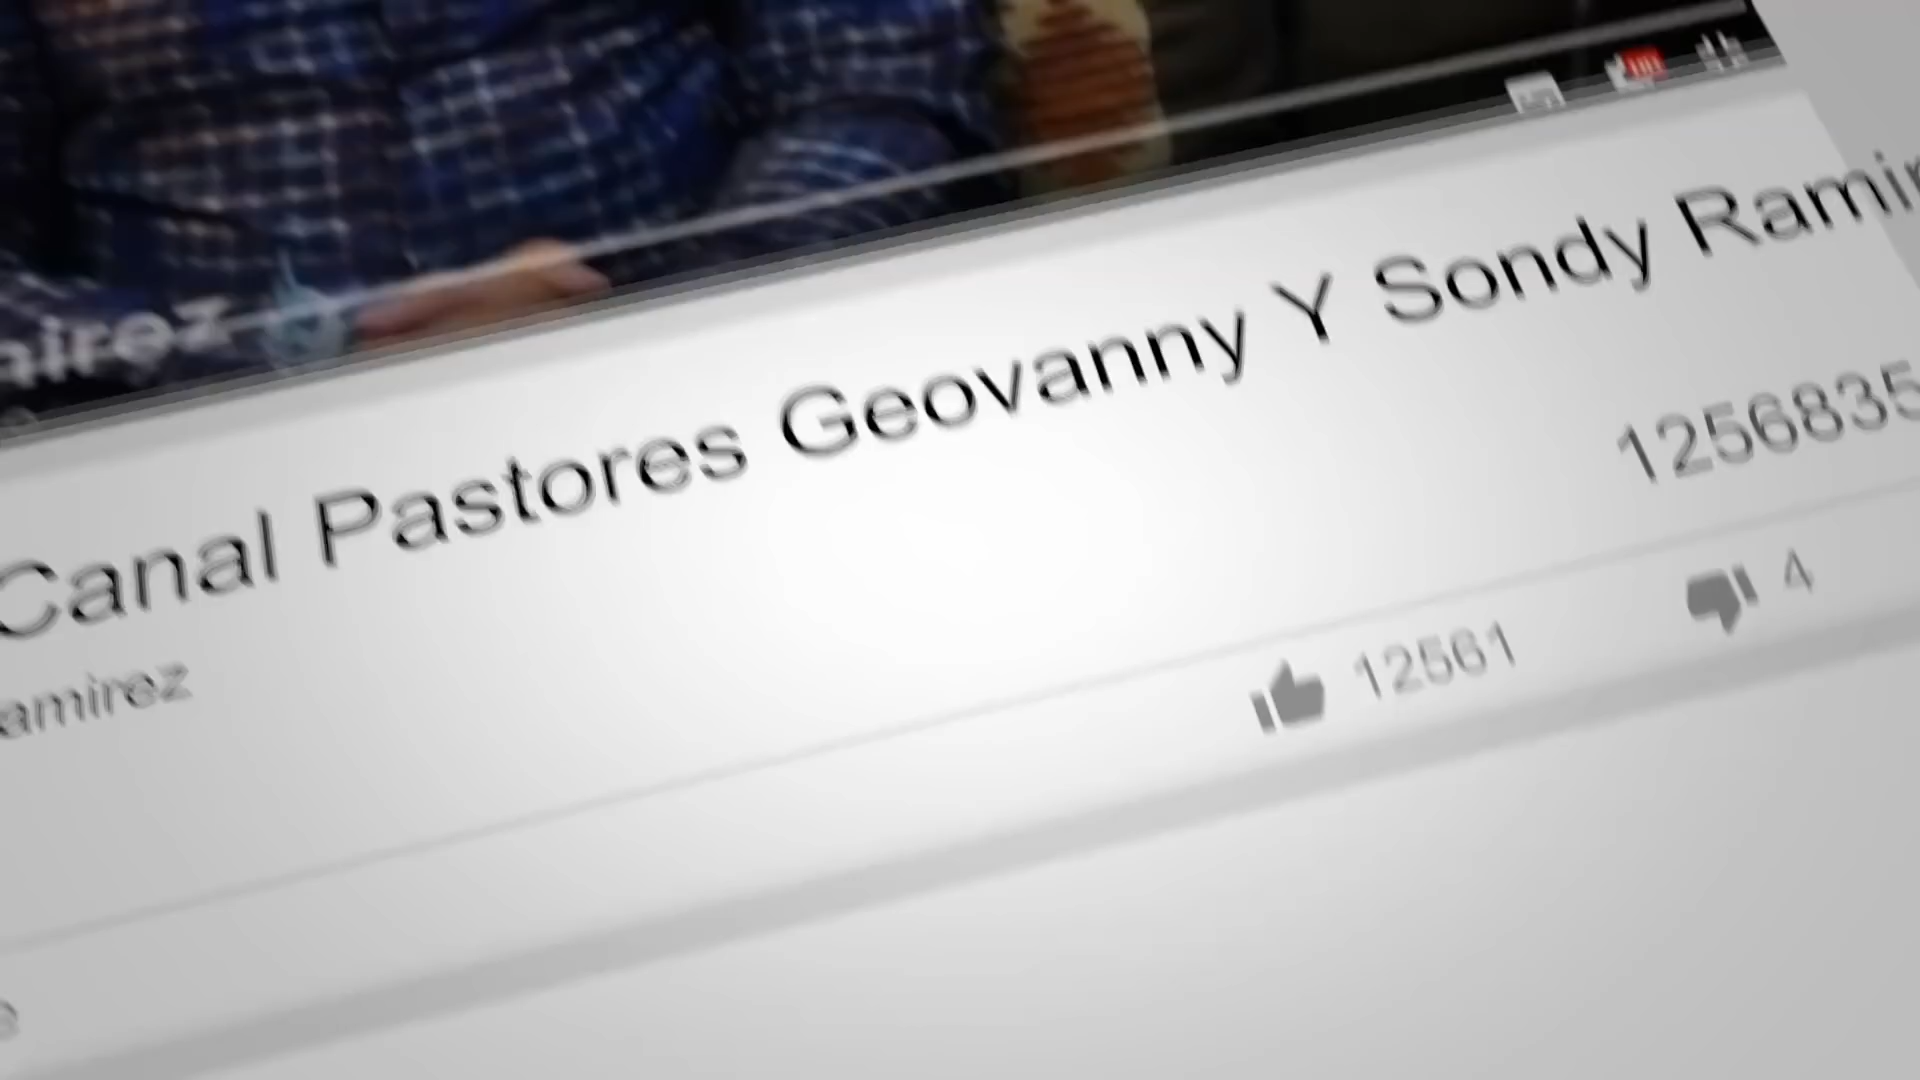 airez
Canal Pastores Geovanny Y Sondy Ramir
1256835
amirez
12561
4